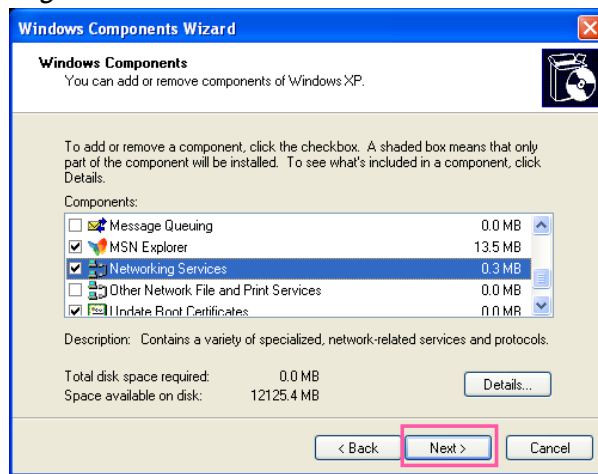 Windows Components Wizard
Windows Components
You can add or remove components of Windows XP.
To add or remove a component, click the checkbox. A shaded box means that only
part of the component will be installed. To see what's included in a component, click
Details.
Components:
Message Queuing 0.0 MB
MSN Explorer 13.5 MB
Networking Services 0.3 MB
Other Network File and Print Services 0.0 MB
Update Root Certificates 0.0 MB
Description: Contains a variety of specialized, network-related services and protocols.
Total disk space required: 0.0 MB
Space available on disk: 12125.4 MB
Details...
< Back Next > Cancel